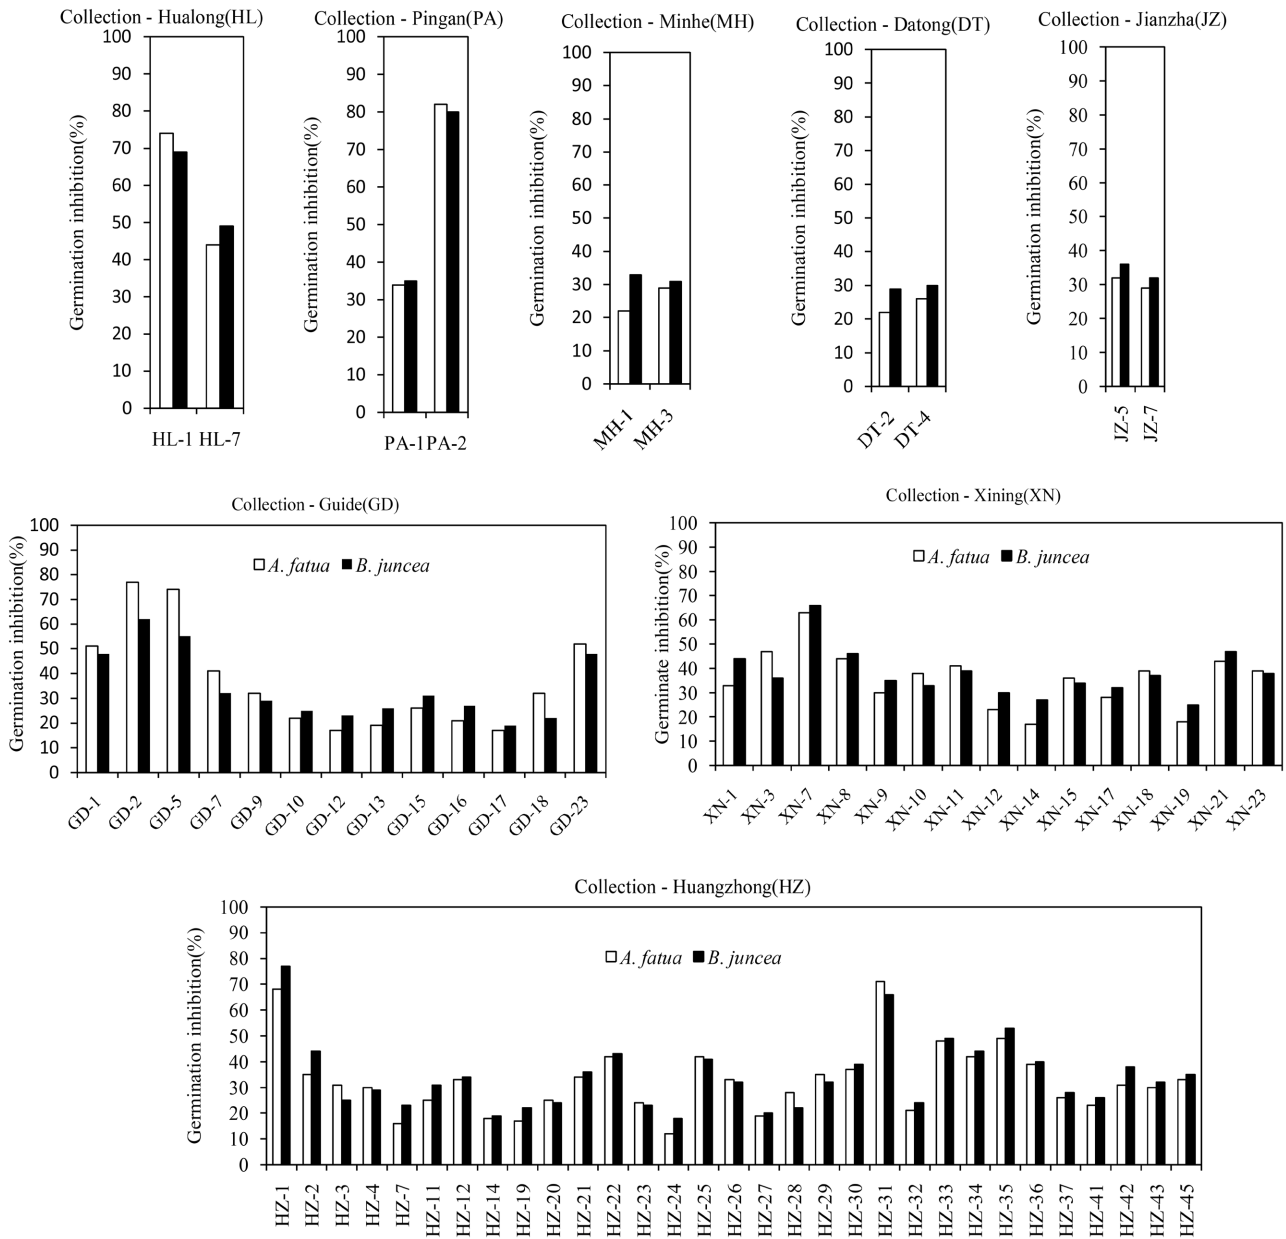 Collection - Hualong(HL)
Germination inhibition(%)
100
90
80
70
60
50
40
30
20
10
0
HL-1 HL-7
Collection - Pingan(PA)
Germination inhibition(%)
100
90
80
70
60
50
40
30
20
10
0
PA-1PA-2
Collection - Minhe(MH)
Germination inhibition(%)
100
90
80
70
60
50
40
30
20
10
0
MH-1
MH-3
Collection - Datong(DT)
Germination inhibition(%)
100
90
80
70
60
50
40
30
20
10
0
DT-2
DT-4
Collection - Jianzha(JZ)
Germination inhibition(%)
100
90
80
70
60
50
40
30
20
10
0
JZ-5
JZ-7
Collection - Guide(GD)
Germination inhibition(%)
100
90
80
70
60
50
40
30
20
10
0
A. fatua B. juncea
GD-1
GD-2
GD-5
GD-7
GD-9
GD-10
GD-12
GD-13
GD-15
GD-16
GD-17
GD-18
GD-23
Collection - Xining(XN)
Germinate inhibition(%)
100
90
80
70
60
50
40
30
20
10
0
A. fatua B. juncea
XN-1
XN-3
XN-7
XN-8
XN-9
XN-10
XN-11
XN-12
XN-14
XN-15
XN-17
XN-18
XN-19
XN-21
XN-23
Collection - Huangzhong(HZ)
Germination inhibition(%)
100
90
80
70
60
50
40
30
20
10
0
A. fatua B. juncea
HZ-1
HZ-2
HZ-3
HZ-4
HZ-7
HZ-11
HZ-12
HZ-14
HZ-19
HZ-20
HZ-21
HZ-22
HZ-23
HZ-24
HZ-25
HZ-26
HZ-27
HZ-28
HZ-29
HZ-30
HZ-31
HZ-32
HZ-33
HZ-34
HZ-35
HZ-36
HZ-37
HZ-41
HZ-42
HZ-43
HZ-45